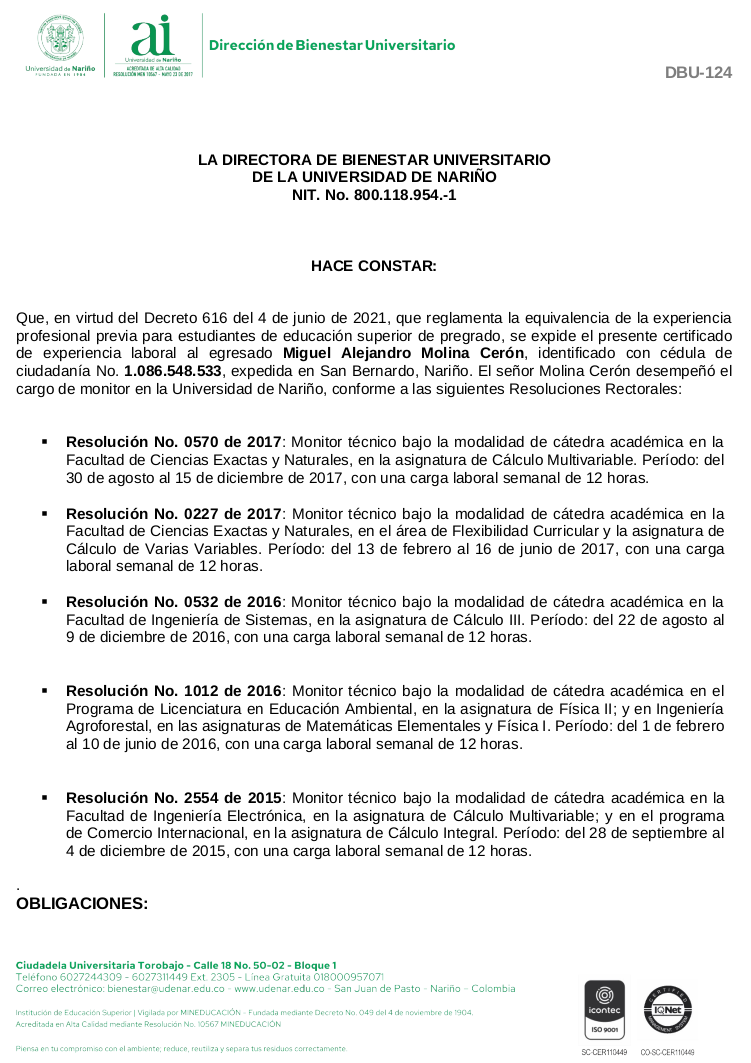 Universidad de Nariño
FUNDADA EN 1904
ai
Universidad de Nariño
ACREDITADA DE ALTA CALIDAD
RESOLUCIÓN MEN 10567 - MAYO 23 DE 2017
Dirección de Bienestar Universitario
DBU-124
LA DIRECTORA DE BIENESTAR UNIVERSITARIO
DE LA UNIVERSIDAD DE NARIÑO
NIT. No. 800.118.954.-1
HACE CONSTAR:
Que, en virtud del Decreto 616 del 4 de junio de 2021, que reglamenta la equivalencia de la experiencia
profesional previa para estudiantes de educación superior de pregrado, se expide el presente certificado
de experiencia laboral al egresado Miguel Alejandro Molina Cerón, identificado con cédula de
ciudadanía No. 1.086.548.533, expedida en San Bernardo, Nariño. El señor Molina Cerón desempeñó el
cargo de monitor en la Universidad de Nariño, conforme a las siguientes Resoluciones Rectorales:
▪ Resolución No. 0570 de 2017: Monitor técnico bajo la modalidad de cátedra académica en la
Facultad de Ciencias Exactas y Naturales, en la asignatura de Cálculo Multivariable. Período: del
30 de agosto al 15 de diciembre de 2017, con una carga laboral semanal de 12 horas.
▪ Resolución No. 0227 de 2017: Monitor técnico bajo la modalidad de cátedra académica en la
Facultad de Ciencias Exactas y Naturales, en el área de Flexibilidad Curricular y la asignatura de
Cálculo de Varias Variables. Período: del 13 de febrero al 16 de junio de 2017, con una carga
laboral semanal de 12 horas.
▪ Resolución No. 0532 de 2016: Monitor técnico bajo la modalidad de cátedra académica en la
Facultad de Ingeniería de Sistemas, en la asignatura de Cálculo III. Período: del 22 de agosto al
9 de diciembre de 2016, con una carga laboral semanal de 12 horas.
▪ Resolución No. 1012 de 2016: Monitor técnico bajo la modalidad de cátedra académica en el
Programa de Licenciatura en Educación Ambiental, en la asignatura de Física II; y en Ingeniería
Agroforestal, en las asignaturas de Matemáticas Elementales y Física I. Período: del 1 de febrero
al 10 de junio de 2016, con una carga laboral semanal de 12 horas.
▪ Resolución No. 2554 de 2015: Monitor técnico bajo la modalidad de cátedra académica en la
Facultad de Ingeniería Electrónica, en la asignatura de Cálculo Multivariable; y en el programa
de Comercio Internacional, en la asignatura de Cálculo Integral. Período: del 28 de septiembre al
4 de diciembre de 2015, con una carga laboral semanal de 12 horas.
.
OBLIGACIONES:
Ciudadela Universitaria Torobajo - Calle 18 No. 50-02 - Bloque 1
Teléfono 6027244309 - 6027311449 Ext. 2305 - Línea Gratuita 018000957071
Correo electrónico: bienestar@udenar.edu.co - www.udenar.edu.co - San Juan de Pasto - Nariño - Colombia
Institución de Educación Superior | Vigilada por MINEDUCACIÓN - Fundada mediante Decreto No. 049 del 4 de noviembre de 1904.
Acreditada en Alta Calidad mediante Resolución No. 10567 MINEDUCACIÓN
Piensa en tu compromiso con el ambiente; reduce, reutiliza y separa tus residuos correctamente.
icontec
ISO 9001
SC-CER110449
CERTIFIED
IQNet
MANAGEMENT SYSTEM
CO-SC-CER110449